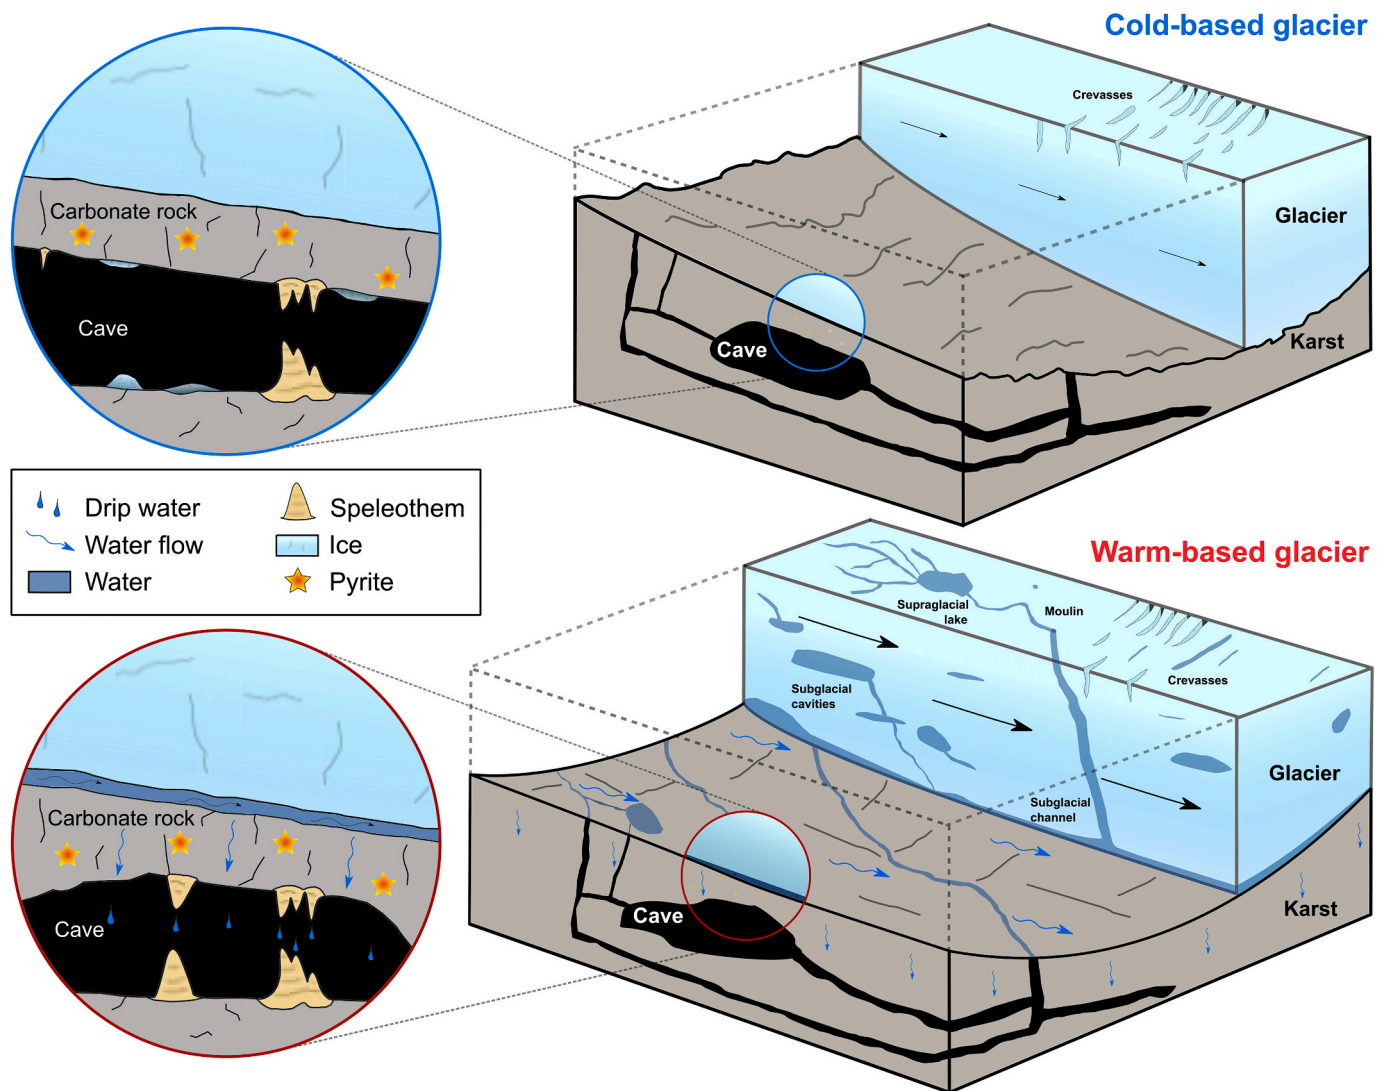 Cold-based glacier
Crevasses
Carbonate rock
Glacier
Cave
Cave
Karst
Drip water
Speleothem
Water flow
Ice
Water
Pyrite
Warm-based glacier
Supraglacial
lake
Moulin
Crevasses
Subglacial
cavities
Glacier
Subglacial
channel
Carbonate rock
Cave
Cave
Karst